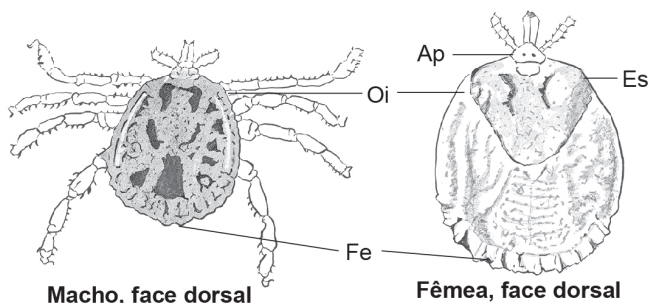 Ap
Es
Oi
Fe
Macho, face dorsal
Fêmea, face dorsal